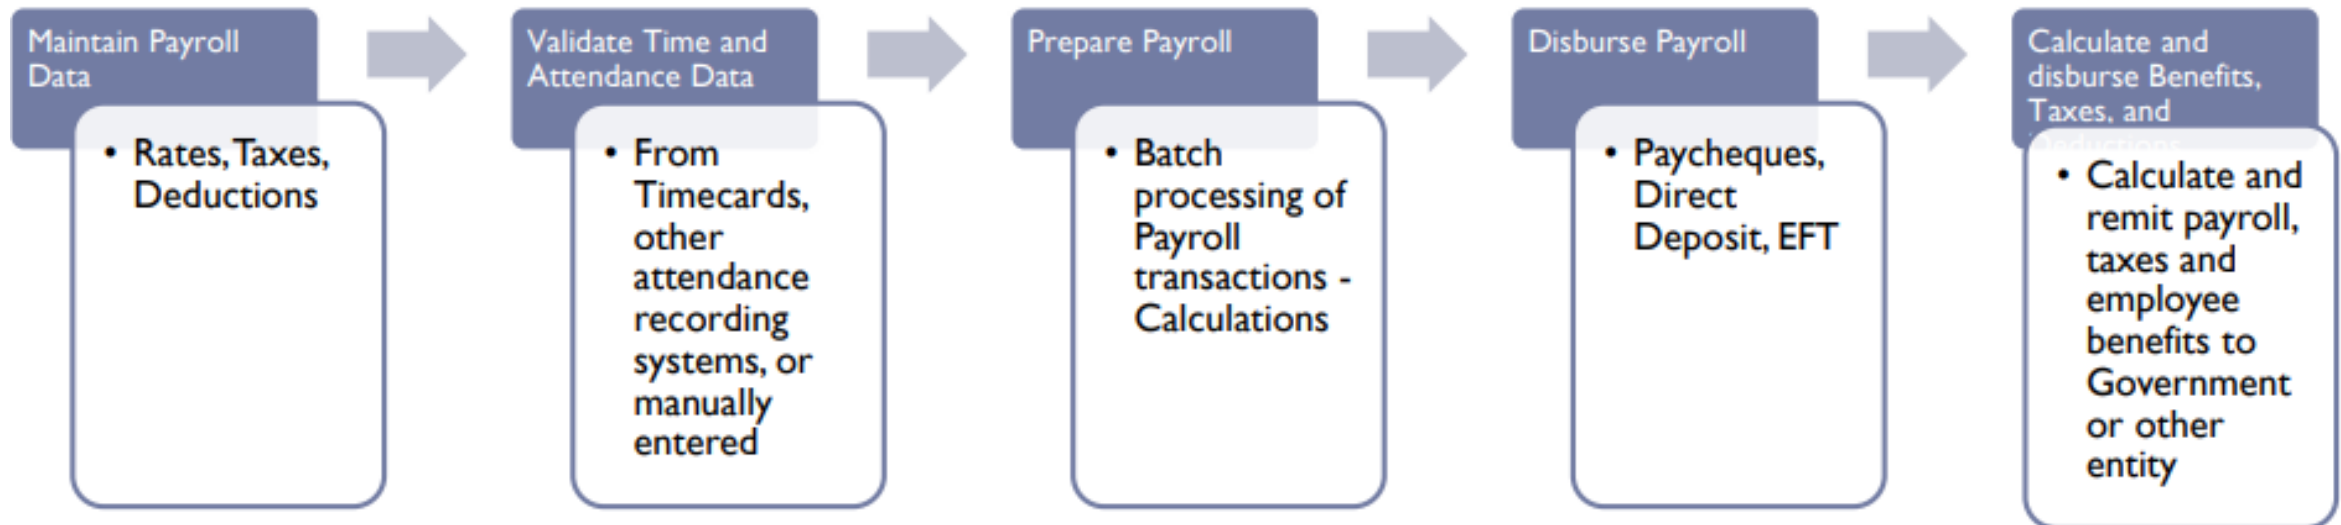 Maintain Payroll
Data
• Rates, Taxes,
Deductions
Validate Time and
Attendance Data
• From
Timecards,
other
attendance
recording
systems, or
manually
entered
Prepare Payroll
• Batch
processing of
Payroll
transactions -
Calculations
Disburse Payroll
• Paycheques,
Direct
Deposit, EFT
Calculate and
disburse Benefits,
Taxes, and
Deductions
• Calculate and
remit payroll,
taxes and
employee
benefits to
Government
or other
entity